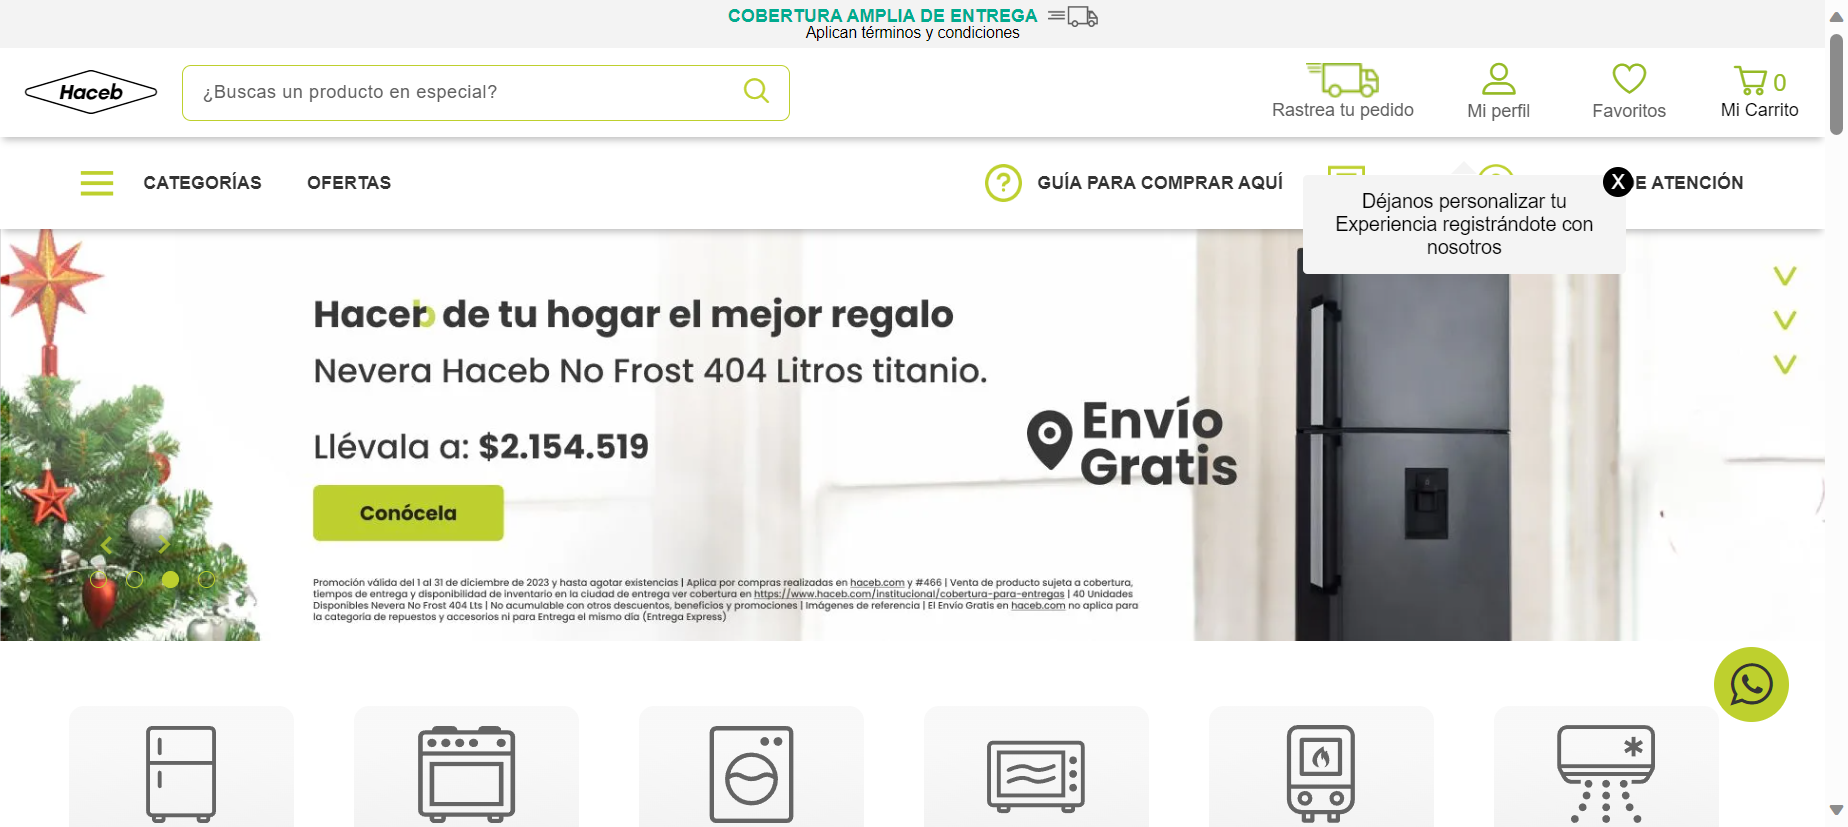 COBERTURA AMPLIA DE ENTREGA
Aplican términos y condiciones
Haceb
¿Buscas un producto en especial?
Rastrea tu pedido
Mi perfil
Favoritos
0
Mi Carrito
CATEGORÍAS
OFERTAS
GUÍA PARA COMPRAR AQUÍ
E ATENCIÓN
X
Déjanos personalizar tu
Experiencia registrándote con
nosotros
Haceb de tu hogar el mejor regalo
Nevera Haceb No Frost 404 Litros titanio.
Llévala a: $2.154.519
Envío
Gratis
Conócela
Promoción válida del 1 al 31 de diciembre de 2023 y hasta agotar existencias | Aplica por compras realizadas en haceb.com y #466 | Venta de producto sujeta a cobertura,
tiempos de entrega y disponibilidad de inventario en la ciudad de entrega ver cobertura en https://www.haceb.com/institucional/cobertura-para-entregas | 40 Unidades
Disponibles Nevera No Frost 404 Lts | No acumulable con otros descuentos, beneficios y promociones | Imágenes de referencia | El Envío Gratis en haceb.com no aplica para
la categoría de repuestos y accesorios ni para Entrega el mismo día (Entrega Express)